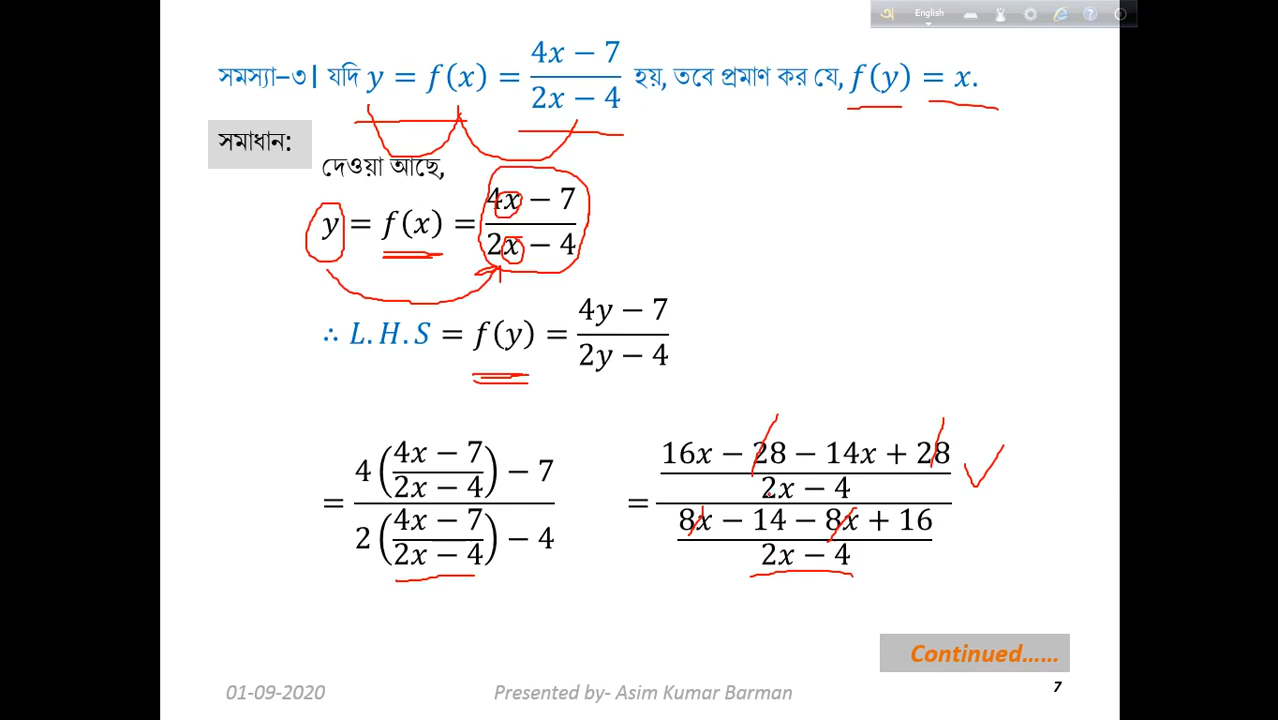 অ English
সমস্যা–৩। যদি y = f(x) = (4x − 7)/(2x − 4) হয়, তবে প্রমাণ কর যে, f(y) = x.
সমাধান:
দেওয়া আছে,
y = f(x) = (4x − 7)/(2x − 4)
∴ L.H.S = f(y) = (4y − 7)/(2y − 4)
= (4((4x − 7)/(2x − 4)) − 7)/(2((4x − 7)/(2x − 4)) − 4) = ((16x − 28 − 14x + 28)/(2x − 4))/((8x − 14 − 8x + 16)/(2x − 4))
Continued......
01-09-2020 Presented by- Asim Kumar Barman 7